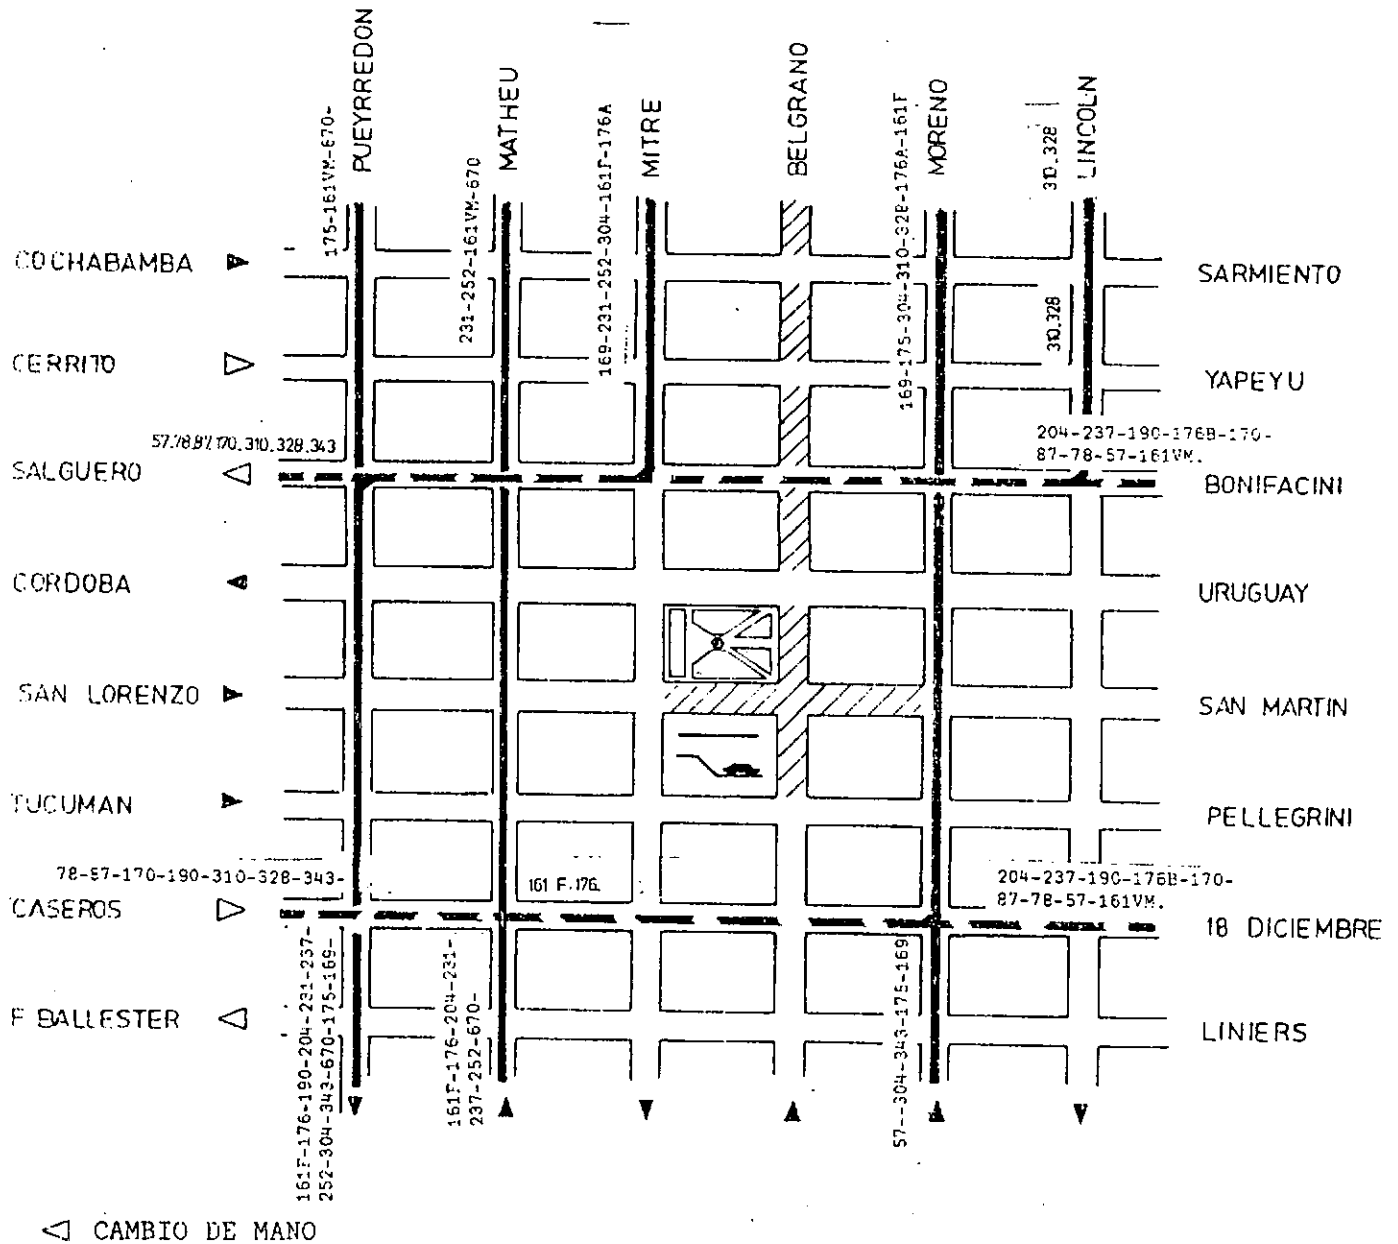 PUEYRREDON
MATHEU
MITRE
BELGRANO
MORENO
LINCOLN
175-161VM-670-
231-252-161VM-670
169-231-252-304-161F-176A
169-175-304-310-328-176A-161F
310.328
310.328
COCHABAMBA
SARMIENTO
CERRITO
YAPEYU
57.78.87.170.310.328.343
204-237-190-176B-170-
87-78-57-161VM.
SALGUERO
BONIFACINI
CORDOBA
URUGUAY
SAN LORENZO
SAN MARTIN
TUCUMAN
PELLEGRINI
78-57-170-190-310-328-343-
161 F.176.
204-237-190-176B-170-
87-78-57-161VM.
CASEROS
18 DICIEMBRE
F BALLESTER
LINIERS
161F-176-190-204-231-237-
252-304-343-670-175-169-
161F-176-204-231-
237-252-670-
57--304-343-175-169
CAMBIO DE MANO